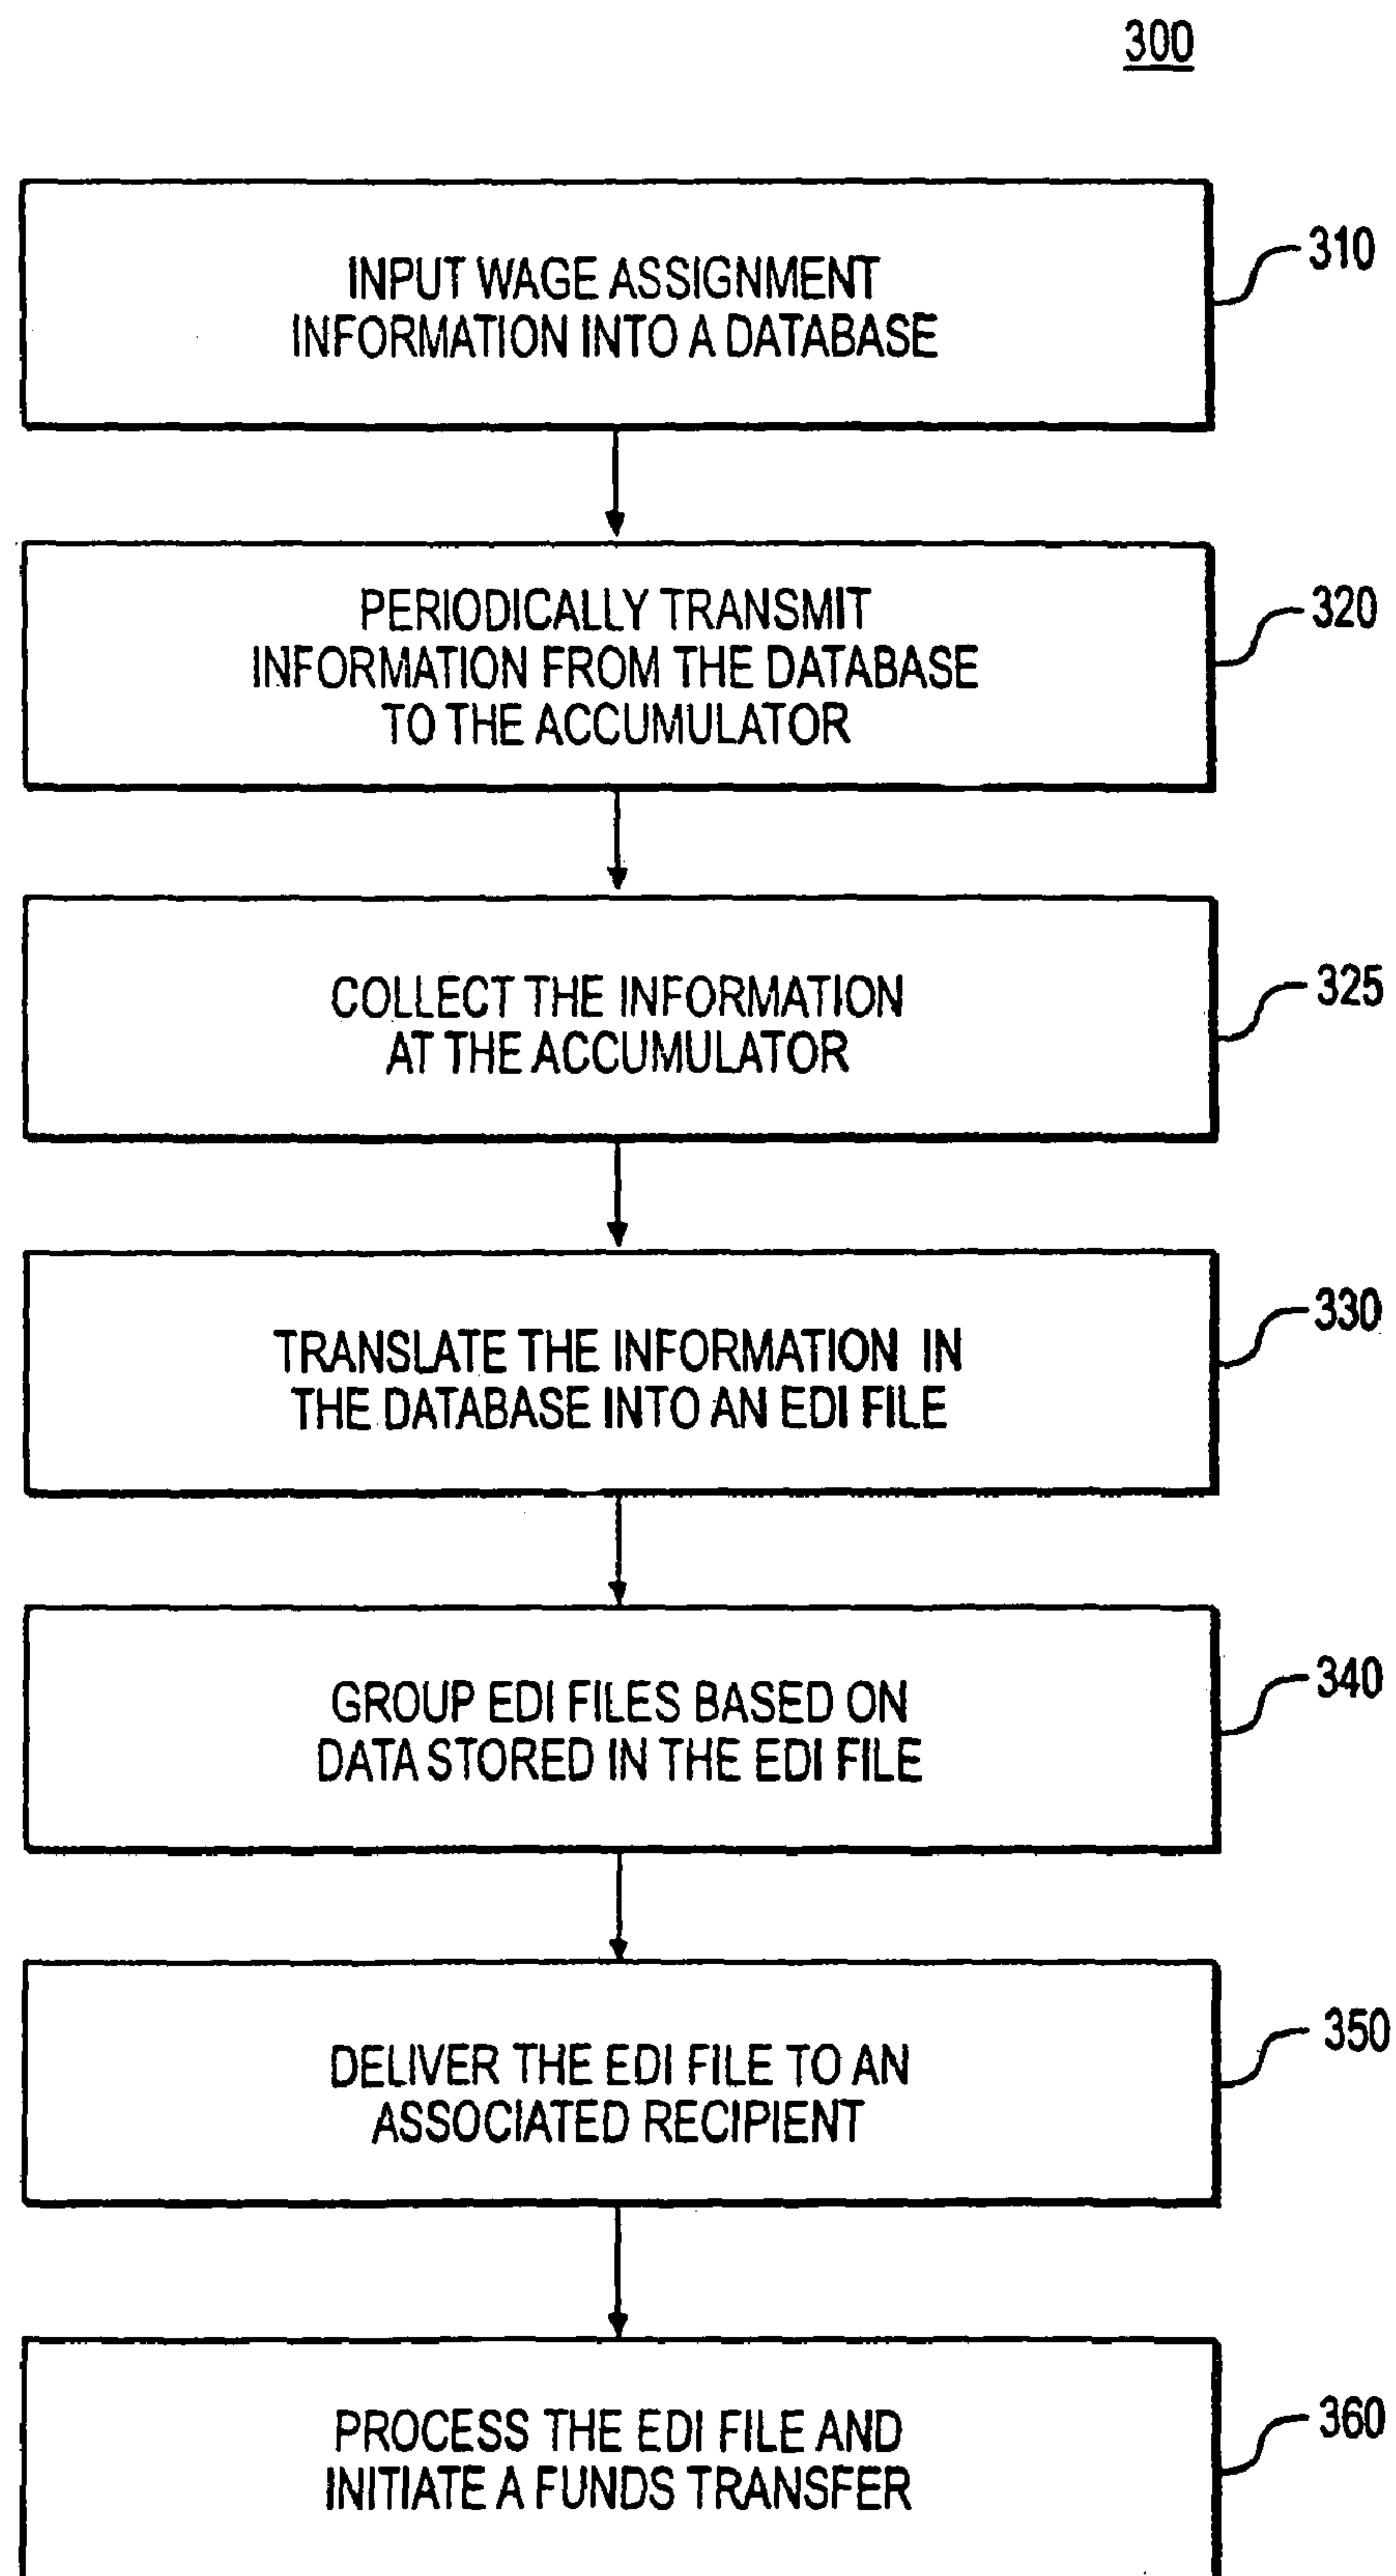 300
INPUT WAGE ASSIGNMENT
INFORMATION INTO A DATABASE
310
PERIODICALLY TRANSMIT
INFORMATION FROM THE DATABASE
TO THE ACCUMULATOR
320
COLLECT THE INFORMATION
AT THE ACCUMULATOR
325
TRANSLATE THE INFORMATION IN
THE DATABASE INTO AN EDI FILE
330
GROUP EDI FILES BASED ON
DATA STORED IN THE EDI FILE
340
DELIVER THE EDI FILE TO AN
ASSOCIATED RECIPIENT
350
PROCESS THE EDI FILE AND
INITIATE A FUNDS TRANSFER
360